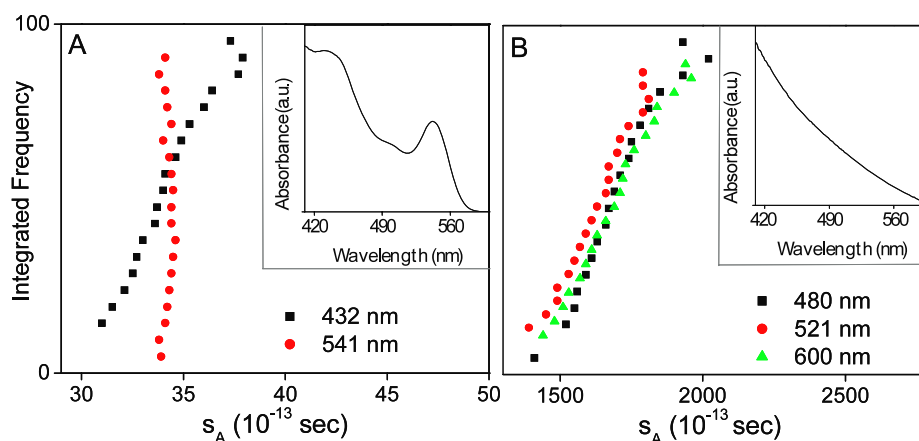 100
A
Integrated Frequency
Absorbance(a.u.)
420 490 560
Wavelength (nm)
432 nm
541 nm
0
30 35 40 45 50
s_A (10^-13 sec)
B
Absorbance(a.u.)
420 490 560
Wavelength (nm)
480 nm
521 nm
600 nm
1500 2000 2500
s_A (10^-13 sec)